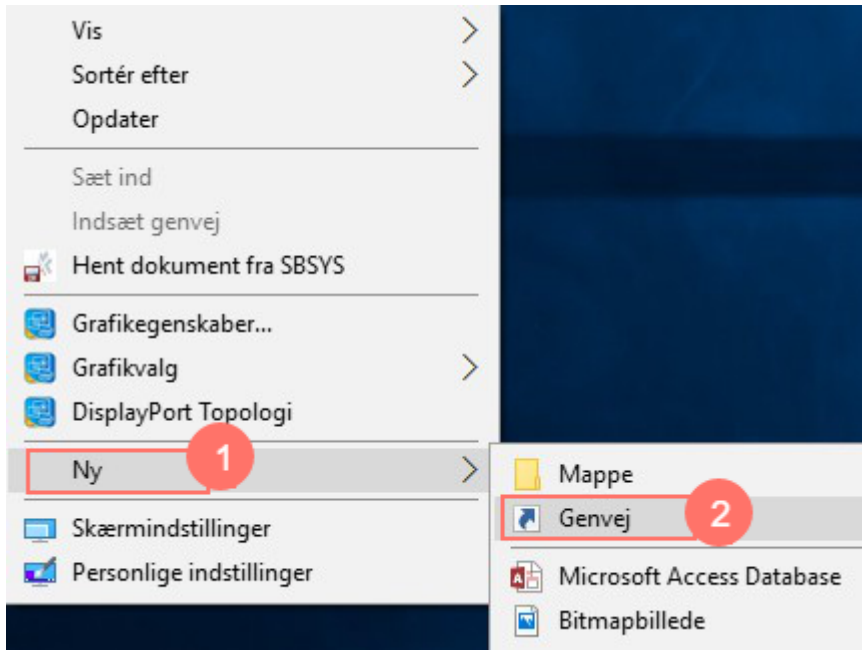 Vis
Sortér efter
Opdater
Sæt ind
Indsæt genvej
Hent dokument fra SBSYS
Grafikegenskaber...
Grafikvalg
DisplayPort Topologi
Ny
1
Skærmindstillinger
Personlige indstillinger
Mappe
Genvej
2
Microsoft Access Database
Bitmapbillede